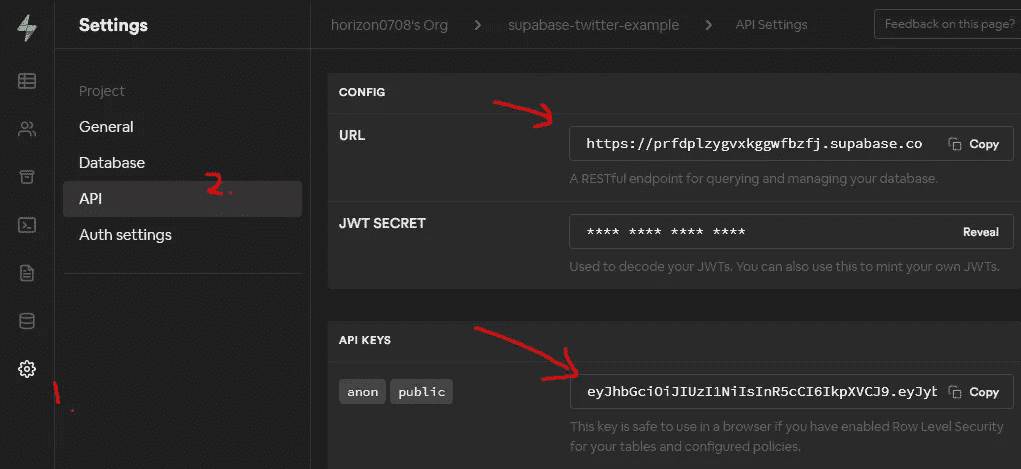 Settings
horizon0708's Org > supabase-twitter-example > API Settings
Feedback on this page?
Project
General
Database
API
2.
Auth settings
1.
CONFIG
URL
https://prfdplzygvxkggwfbzfj.supabase.co
Copy
A RESTful endpoint for querying and managing your database.
JWT SECRET
**** **** **** ****
Reveal
Used to decode your JWTs. You can also use this to mint your own JWTs.
API KEYS
anon public
eyJhbGciOiJIUzI1NiIsInR5cCI6IkpXVCJ9.eyJyb
Copy
This key is safe to use in a browser if you have enabled Row Level Security
for your tables and configured policies.